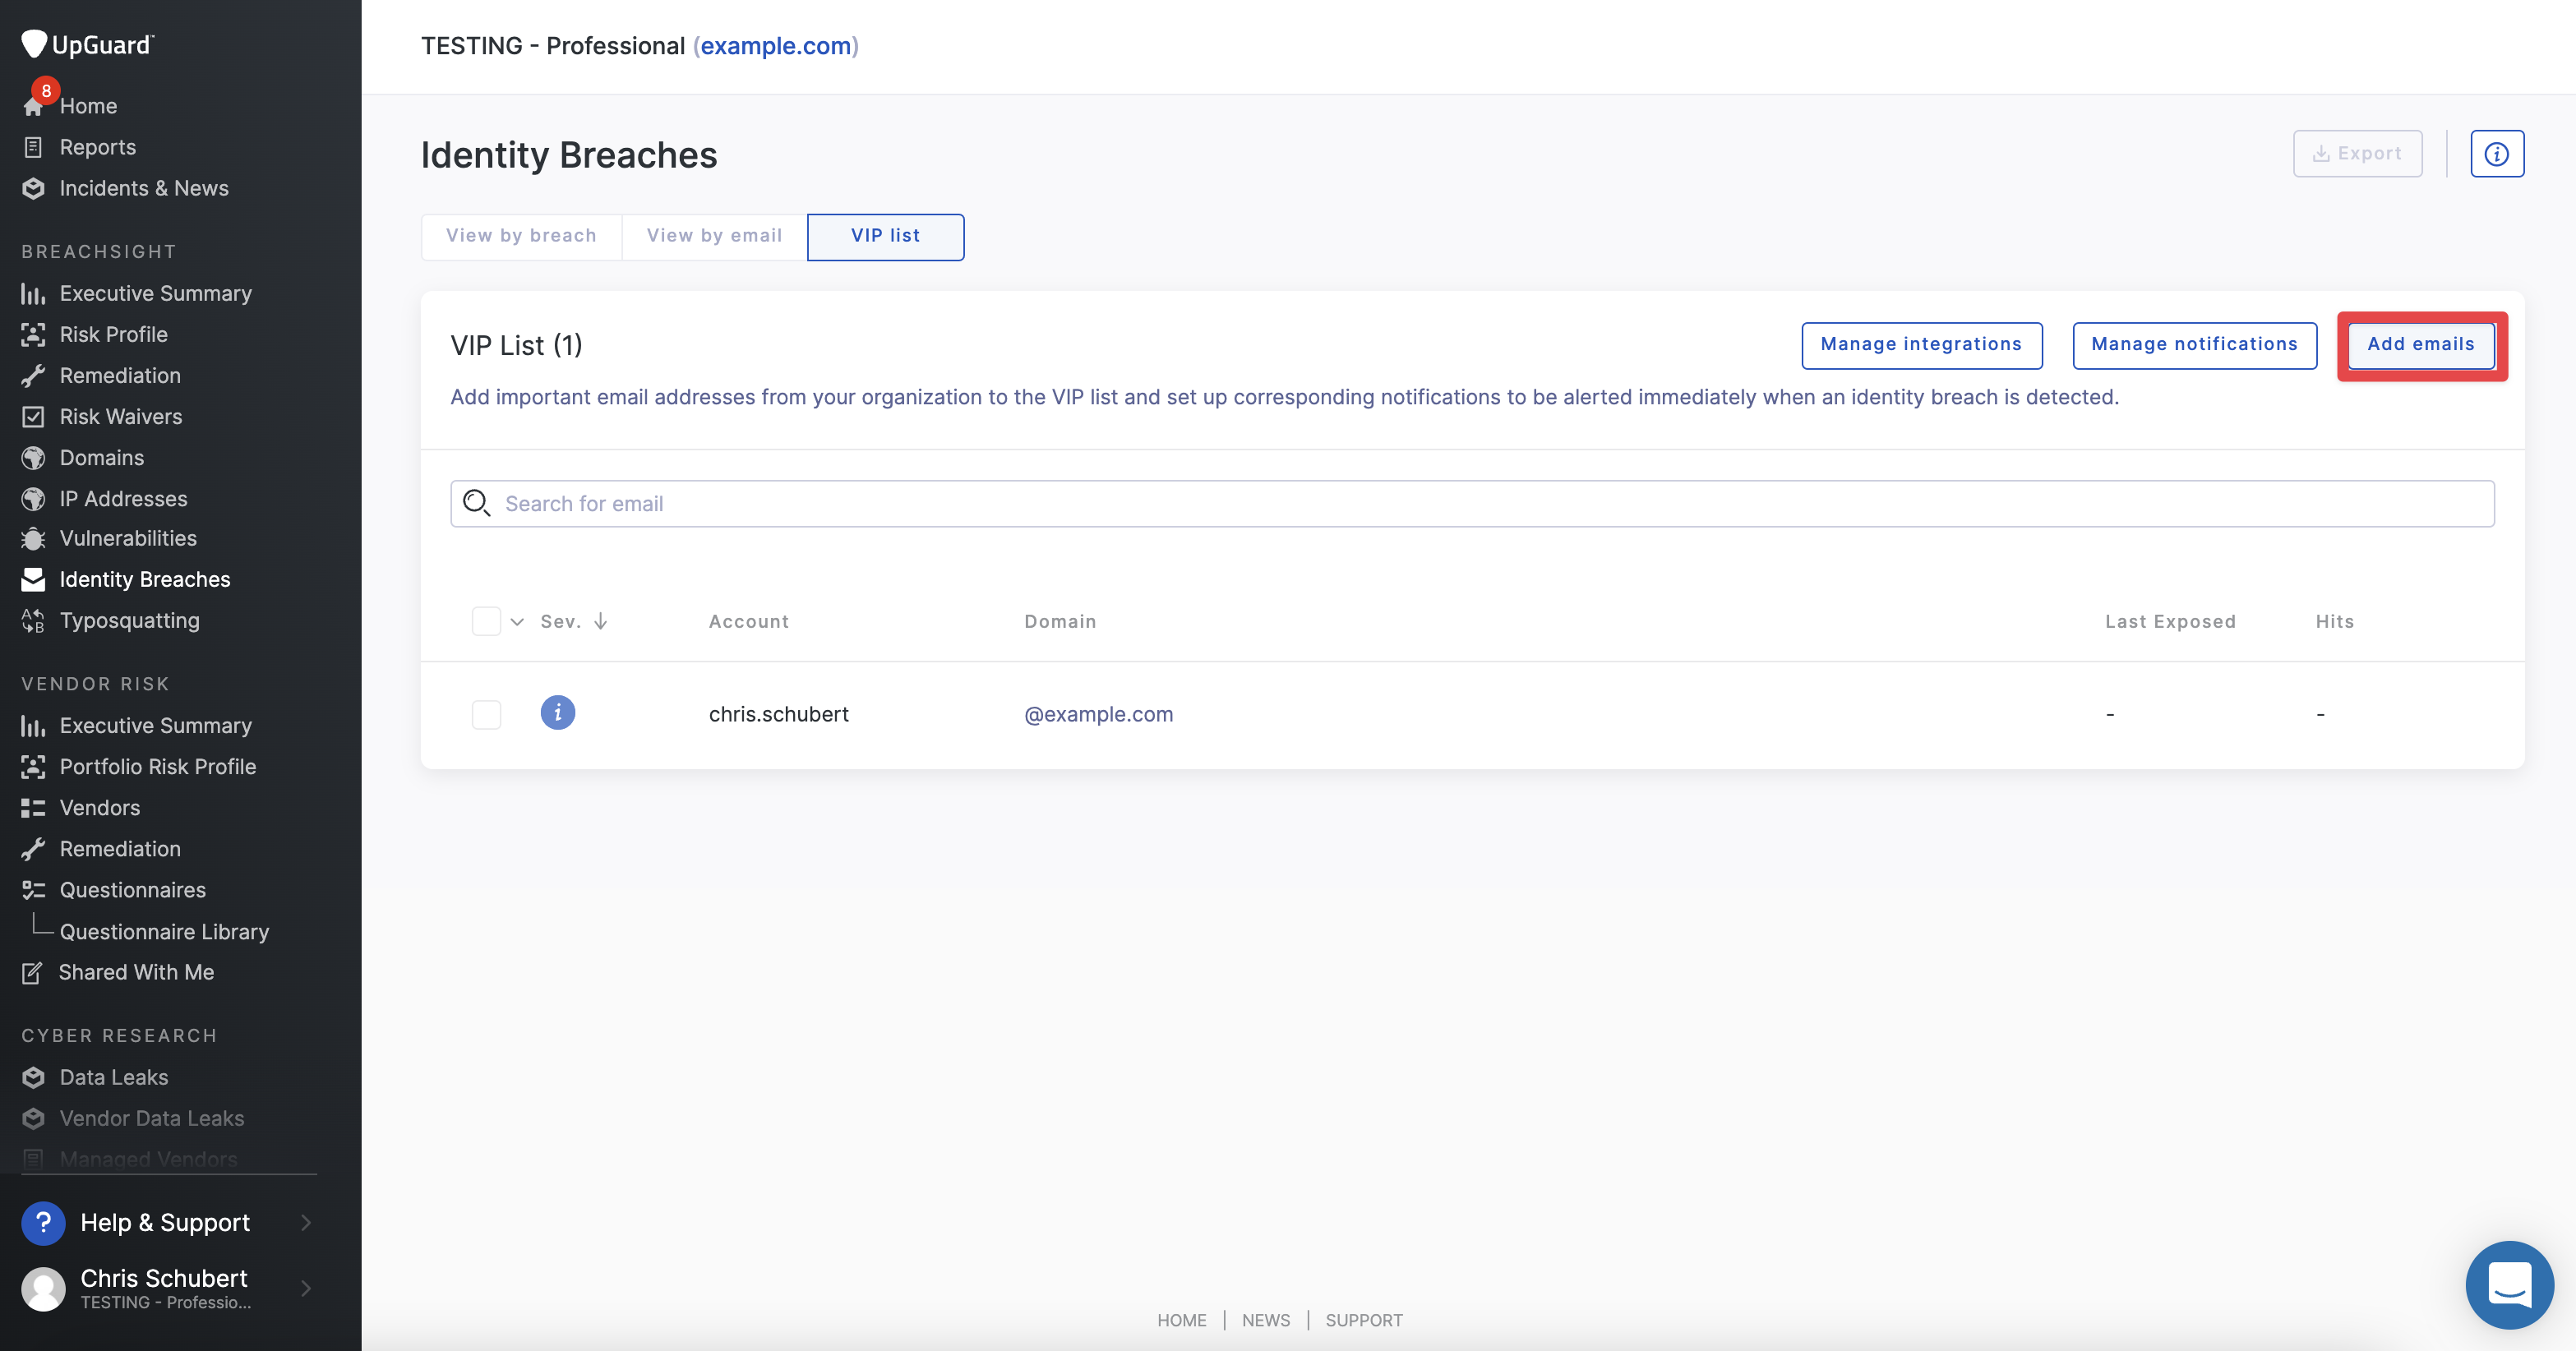 UpGuard™
8
Home
Reports
Incidents & News
BREACHSIGHT
Executive Summary
Risk Profile
Remediation
Risk Waivers
Domains
IP Addresses
Vulnerabilities
Identity Breaches
Typosquatting
VENDOR RISK
Executive Summary
Portfolio Risk Profile
Vendors
Remediation
Questionnaires
Questionnaire Library
Shared With Me
CYBER RESEARCH
Data Leaks
Vendor Data Leaks
Managed Vendors
? Help & Support
Chris Schubert
TESTING - Professio...
TESTING - Professional (example.com)
Identity Breaches
Export
View by breach View by email VIP list
VIP List (1)
Manage integrations Manage notifications Add emails
Add important email addresses from your organization to the VIP list and set up corresponding notifications to be alerted immediately when an identity breach is detected.
Search for email
Sev. Account Domain Last Exposed Hits
chris.schubert @example.com - -
HOME | NEWS | SUPPORT